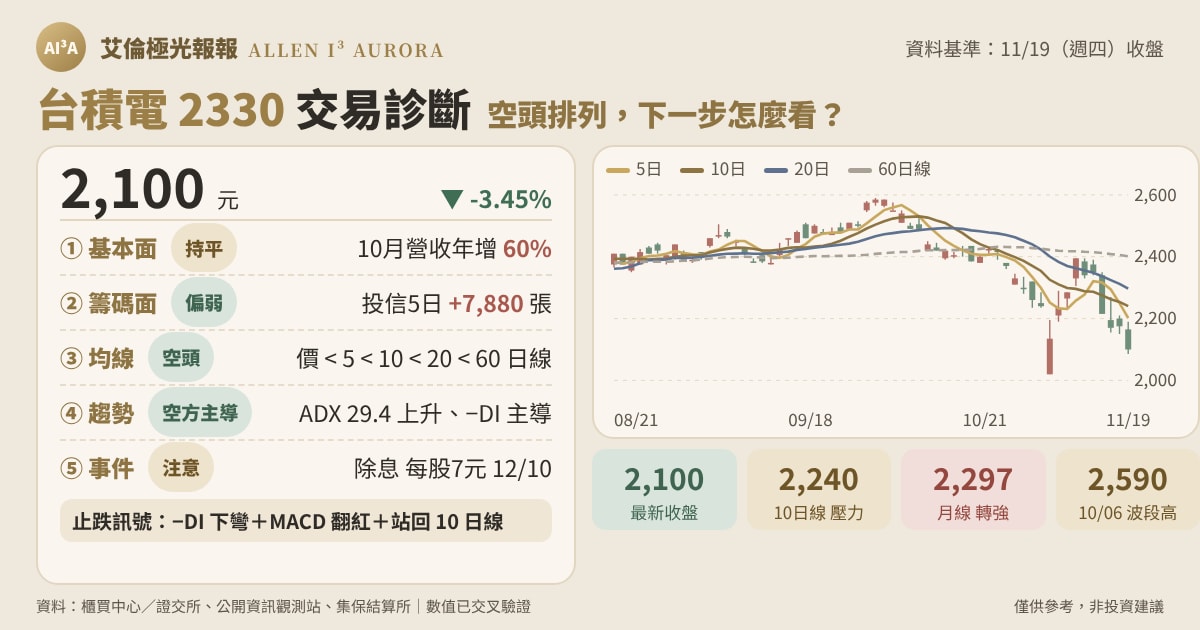 AI³A 艾倫極光報報 ALLEN I³ AURORA
資料基準：11/19（週四）收盤
台積電 2330 交易診斷 空頭排列，下一步怎麼看？
2,100 元 ▼ -3.45%
① 基本面 持平 10月營收年增 60%
② 籌碼面 偏弱 投信5日 +7,880 張
③ 均線 空頭 價 < 5 < 10 < 20 < 60 日線
④ 趨勢 空方主導 ADX 29.4 上升、−DI 主導
⑤ 事件 注意 除息 每股7元 12/10
止跌訊號：−DI 下彎＋MACD 翻紅＋站回 10 日線
5日 10日 20日 60日線
2,600
2,400
2,200
2,000
08/21 09/18 10/21 11/19
2,100
最新收盤
2,240
10日線 壓力
2,297
月線 轉強
2,590
10/06 波段高
資料：櫃買中心／證交所、公開資訊觀測站、集保結算所｜數值已交叉驗證
僅供參考，非投資建議